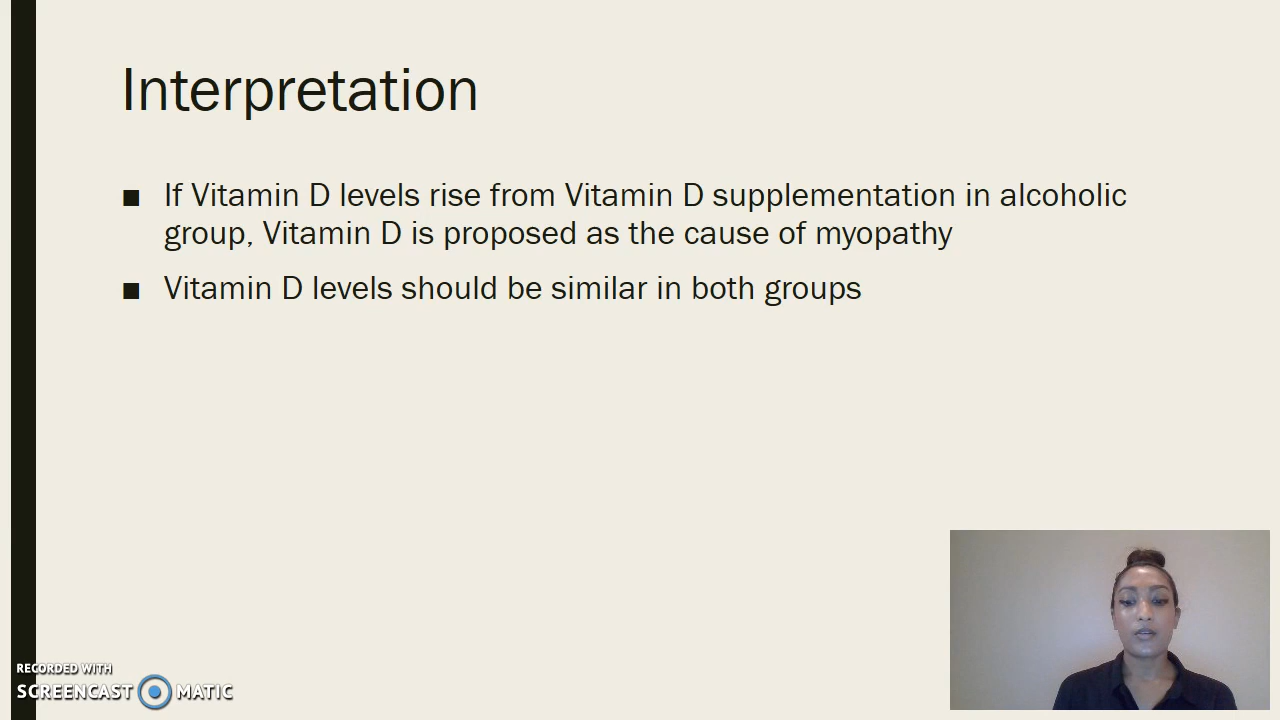 Interpretation
■ If Vitamin D levels rise from Vitamin D supplementation in alcoholic
group, Vitamin D is proposed as the cause of myopathy
■ Vitamin D levels should be similar in both groups
RECORDED WITH
SCREENCAST MATIC